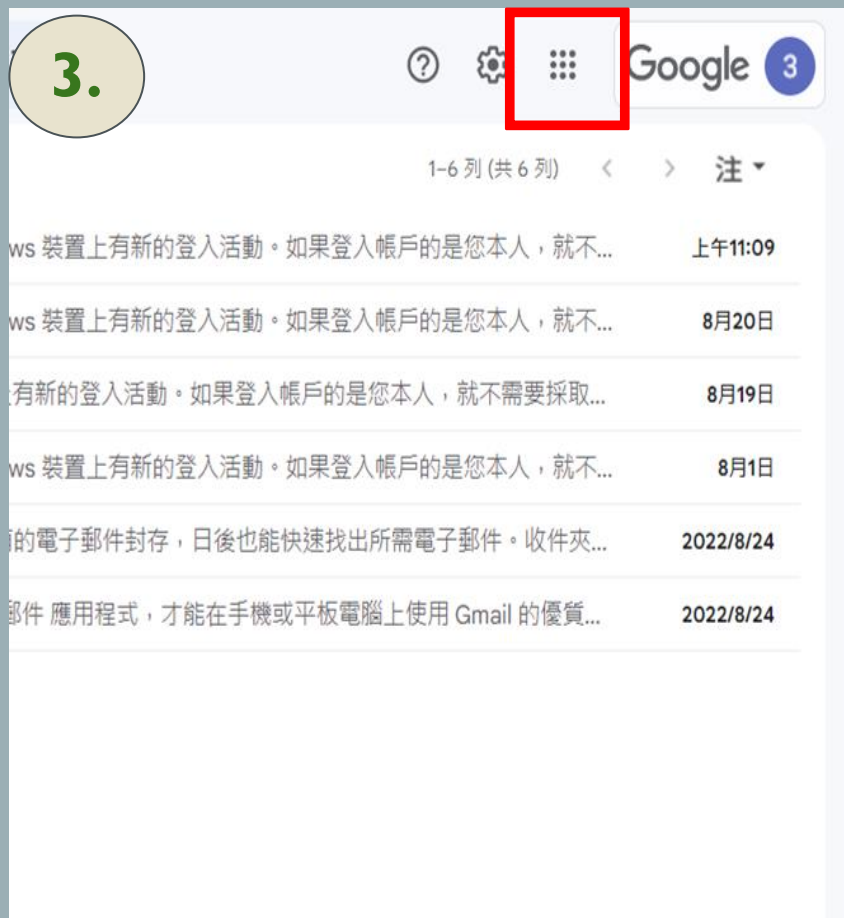 3.
Google 3
1–6 列 (共 6 列) 注
ws 裝置上有新的登入活動。如果登入帳戶的是您本人，就不... 上午11:09
ws 裝置上有新的登入活動。如果登入帳戶的是您本人，就不... 8月20日
有新的登入活動。如果登入帳戶的是您本人，就不需要採取... 8月19日
ws 裝置上有新的登入活動。如果登入帳戶的是您本人，就不... 8月1日
的電子郵件封存，日後也能快速找出所需電子郵件。收件夾... 2022/8/24
郵件 應用程式，才能在手機或平板電腦上使用 Gmail 的優質... 2022/8/24